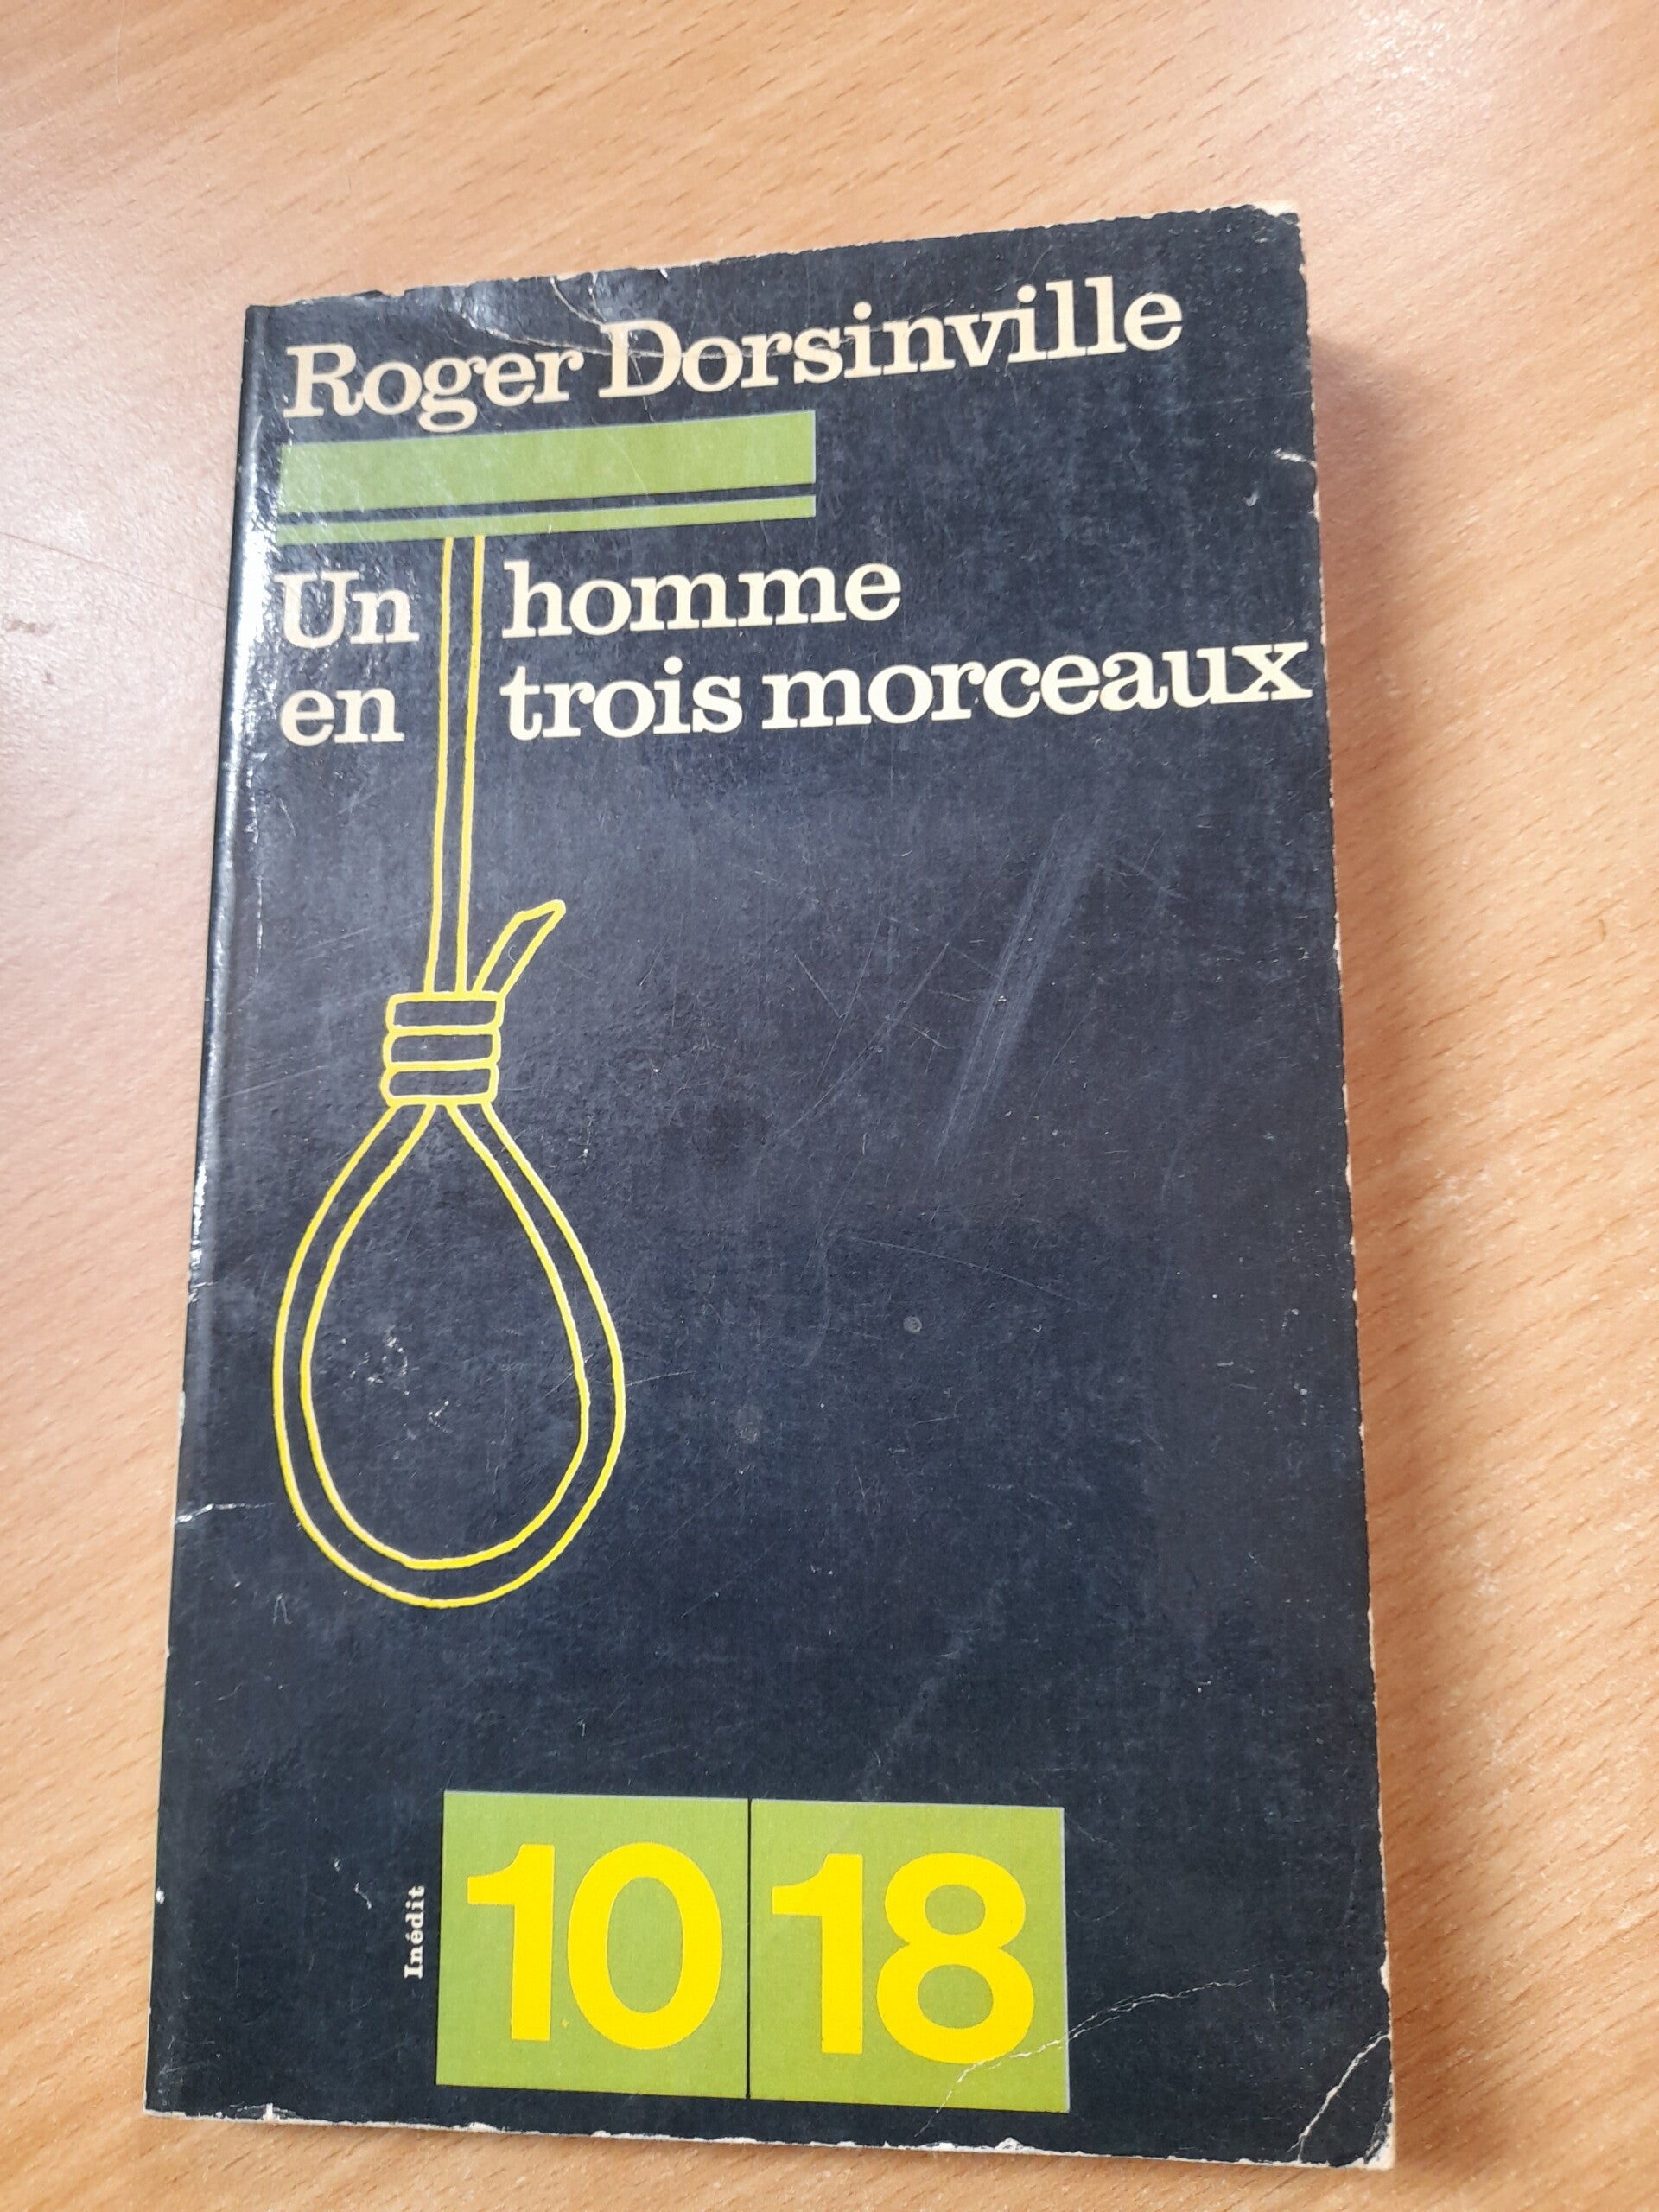 Roger Dorsinville
Un homme
en trois morceaux
Inédit
10 18